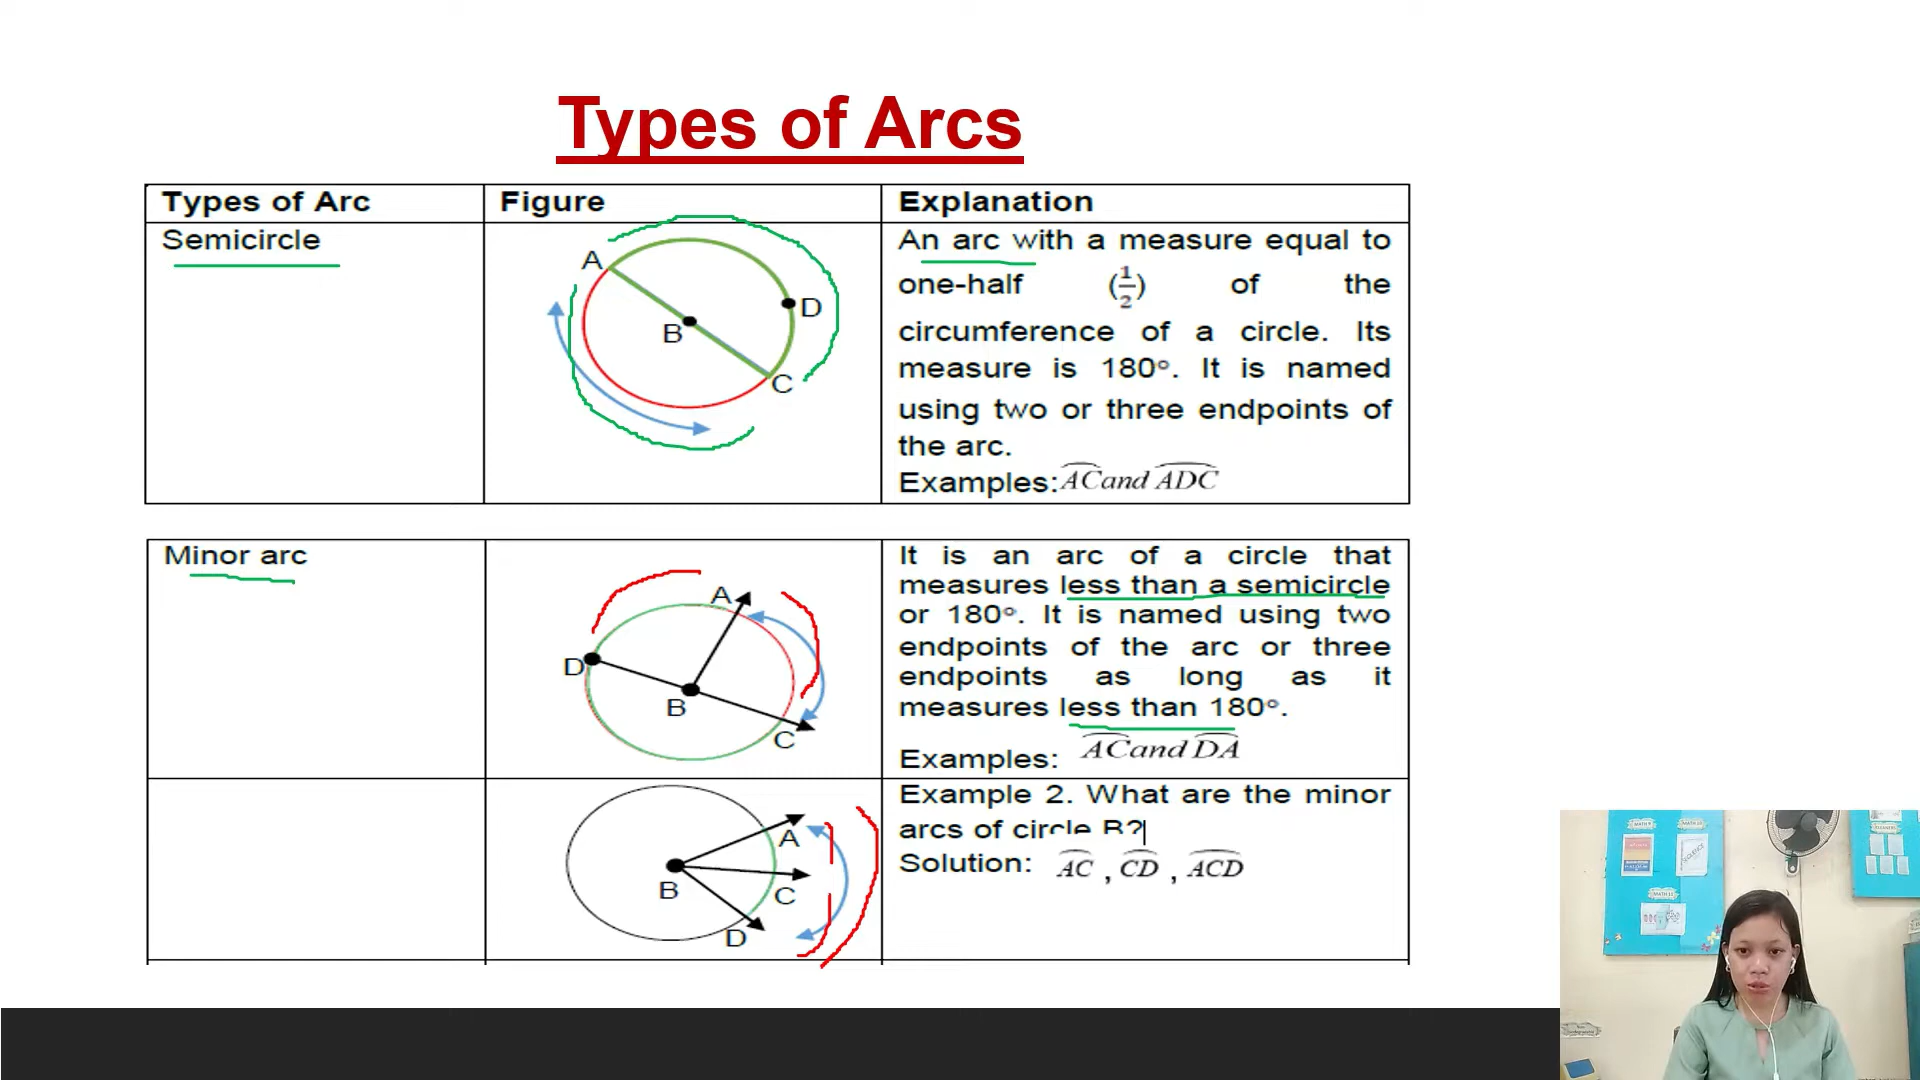 Types of Arcs
Types of Arc
Figure
Explanation
Semicircle
A
D
B
C
An arc with a measure equal to
one-half (1/2) of the
circumference of a circle. Its
measure is 180°. It is named
using two or three endpoints of
the arc.
Examples: AC and ADC
Minor arc
A
D
B
C
It is an arc of a circle that
measures less than a semicircle
or 180°. It is named using two
endpoints of the arc or three
endpoints as long as it
measures less than 180°.
Examples: AC and DA
A
B
C
D
Example 2. What are the minor
arcs of circle B?
Solution: AC , CD , ACD